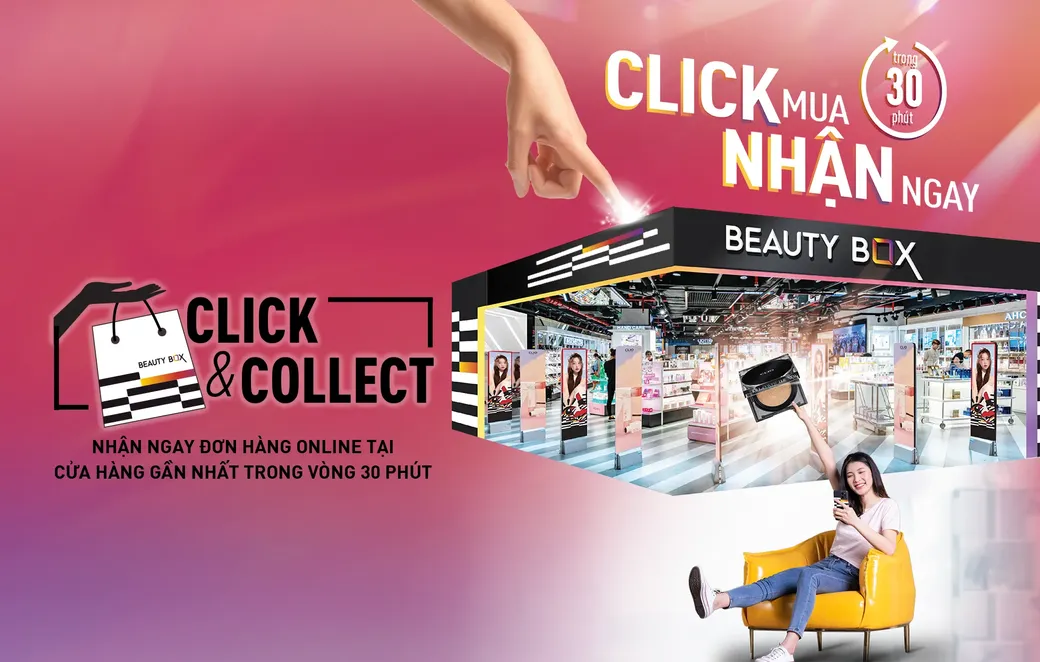 CLICK MUA
trong
30
phút
NHẬN NGAY
BEAUTY BOX
BEAUTY BOX
CLICK
&COLLECT
NHẬN NGAY ĐƠN HÀNG ONLINE TẠI
CỬA HÀNG GẦN NHẤT TRONG VÒNG 30 PHÚT
AHC
CLIO